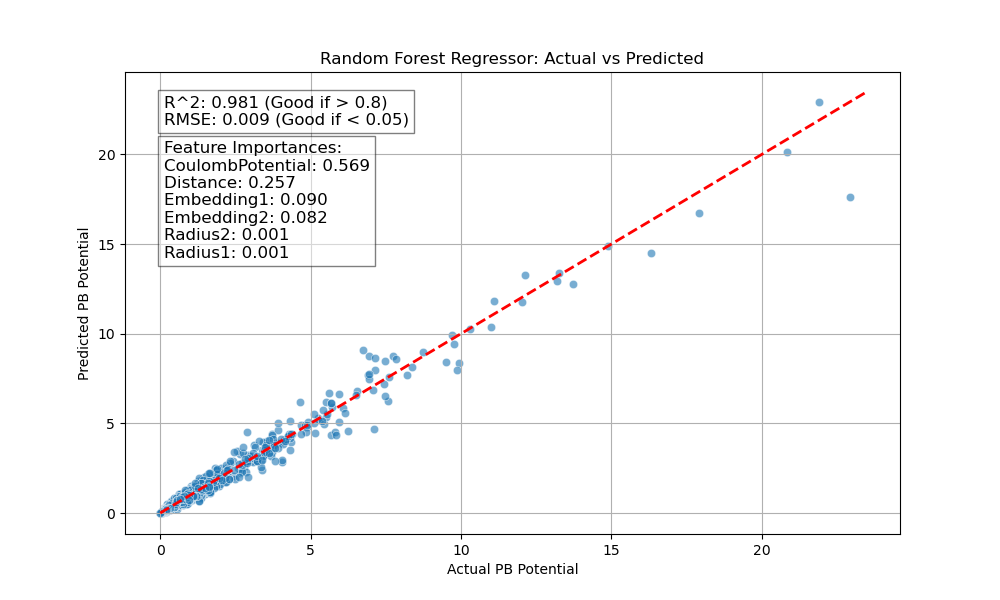 Random Forest Regressor: Actual vs Predicted
R^2: 0.981 (Good if > 0.8)
RMSE: 0.009 (Good if < 0.05)
Feature Importances:
CoulombPotential: 0.569
Distance: 0.257
Embedding1: 0.090
Embedding2: 0.082
Radius2: 0.001
Radius1: 0.001
Predicted PB Potential
20
15
10
5
0
0
5
10
15
20
Actual PB Potential